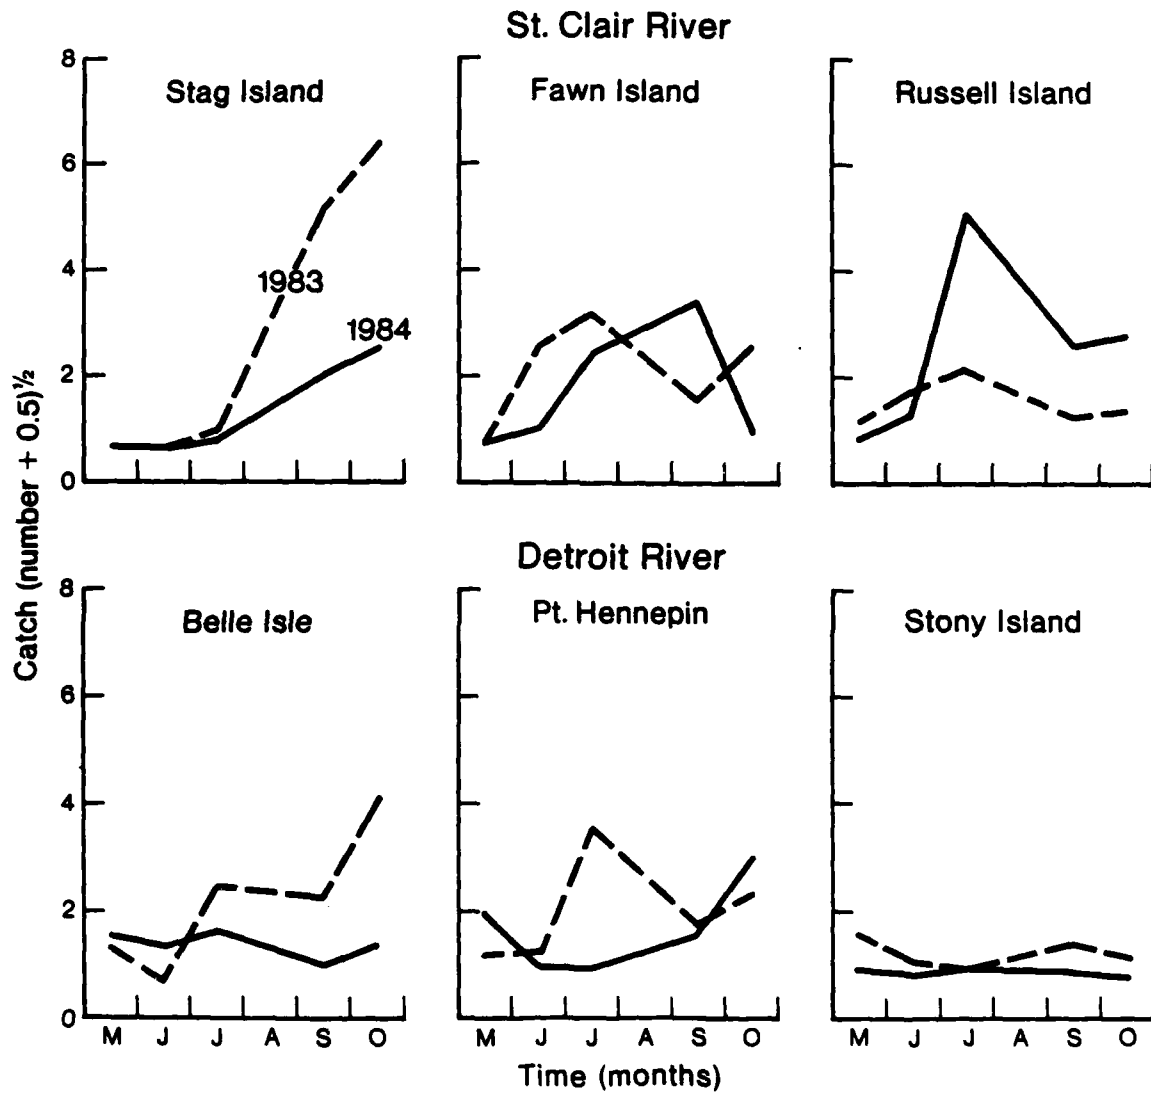 St. Clair River
Stag Island
Fawn Island
Russell Island
8
6
4
2
0
1983
1984
Catch (number + 0.5)½
Detroit River
Belle Isle
Pt. Hennepin
Stony Island
8
6
4
2
0
M J J A S O
M J J A S O
M J J A S O
Time (months)